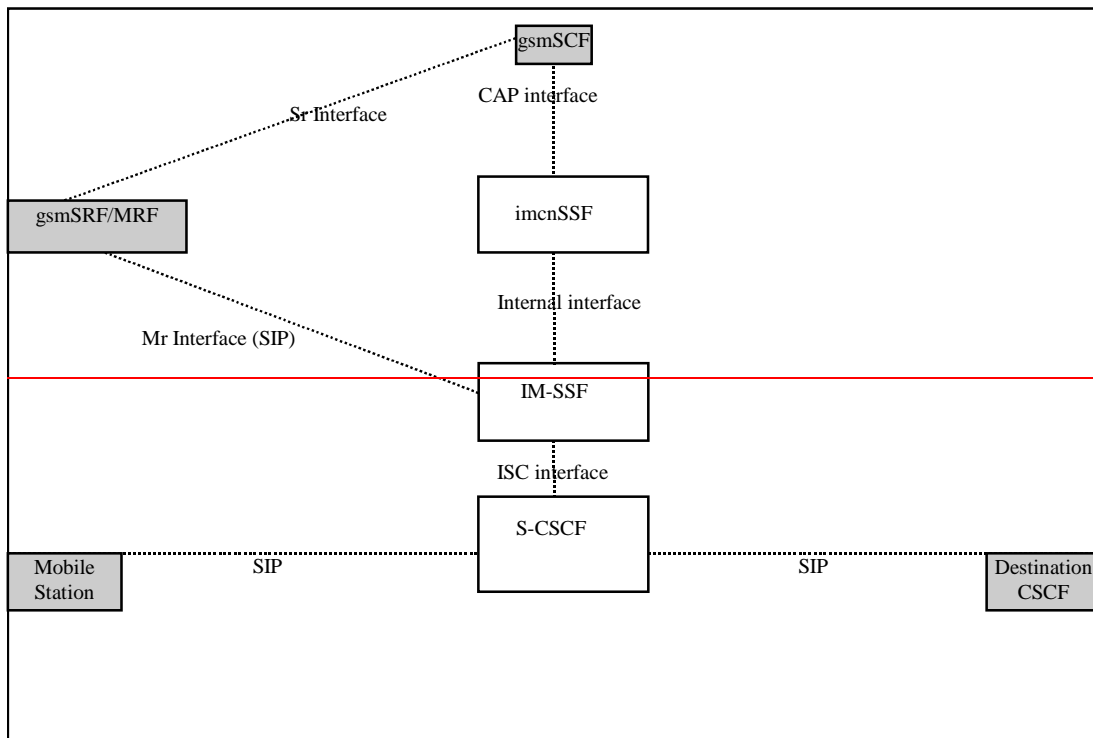 gsmSCF
CAP interface
Sr Interface
gsmSRF/MRF
imcnSSF
Internal interface
Mr Interface (SIP)
IM-SSF
ISC interface
S-CSCF
Mobile
Station
SIP
SIP
Destination
CSCF